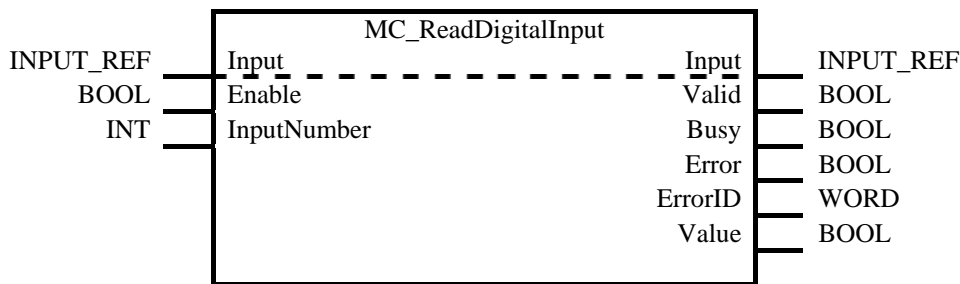 MC_ReadDigitalInput
INPUT_REF Input Input INPUT_REF
BOOL Enable Valid BOOL
INT InputNumber Busy BOOL
Error BOOL
ErrorID WORD
Value BOOL